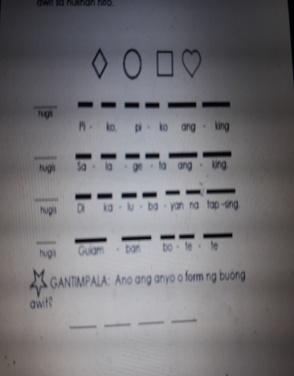 awit sa hulihan nito.
hugis Pi - ko, pi - ko ang - king
hugis Sa - la - ge - ta ang - king.
hugis Di ka - lu - ba - yan na tap -sing.
hugis Gulam - ban bo - te - te
GANTIMPALA: Ano ang anyo o form ng buong
awit?